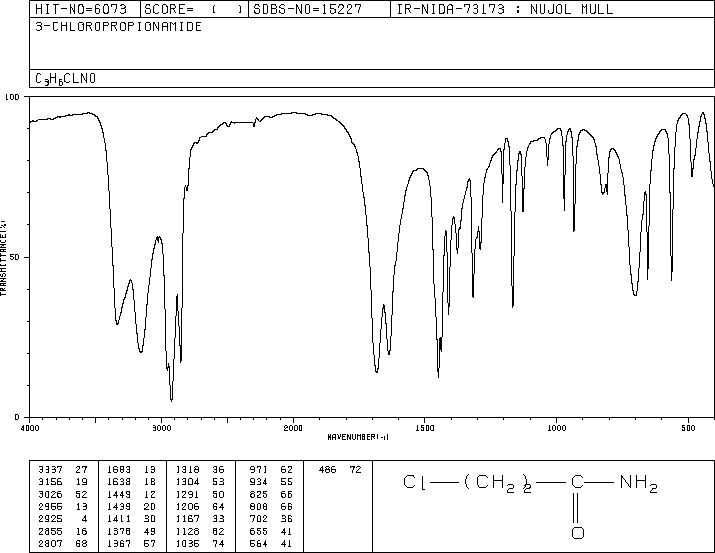 HIT-NO=6073 SCORE= ( ) SDBS-NO=15227 IR-NIDA-73173 : NUJOL MULL
3-CHLOROPROPIONAMIDE
C3H6CLNO
100
50
0
TRANSMITTANCE(%)
4000 3000 2000 1500 1000 500
WAVENUMBER(-1)
3337 27 1683 13 1318 36 971 62 486 72
3156 19 1638 18 1304 53 934 55
3026 52 1449 12 1291 50 825 66
2955 13 1439 20 1206 64 808 66
2925 4 1411 30 1167 33 702 36
2855 16 1378 49 1128 62 655 41
2807 68 1367 57 1035 74 564 41
Cl—(CH2)2—C—NH2
O